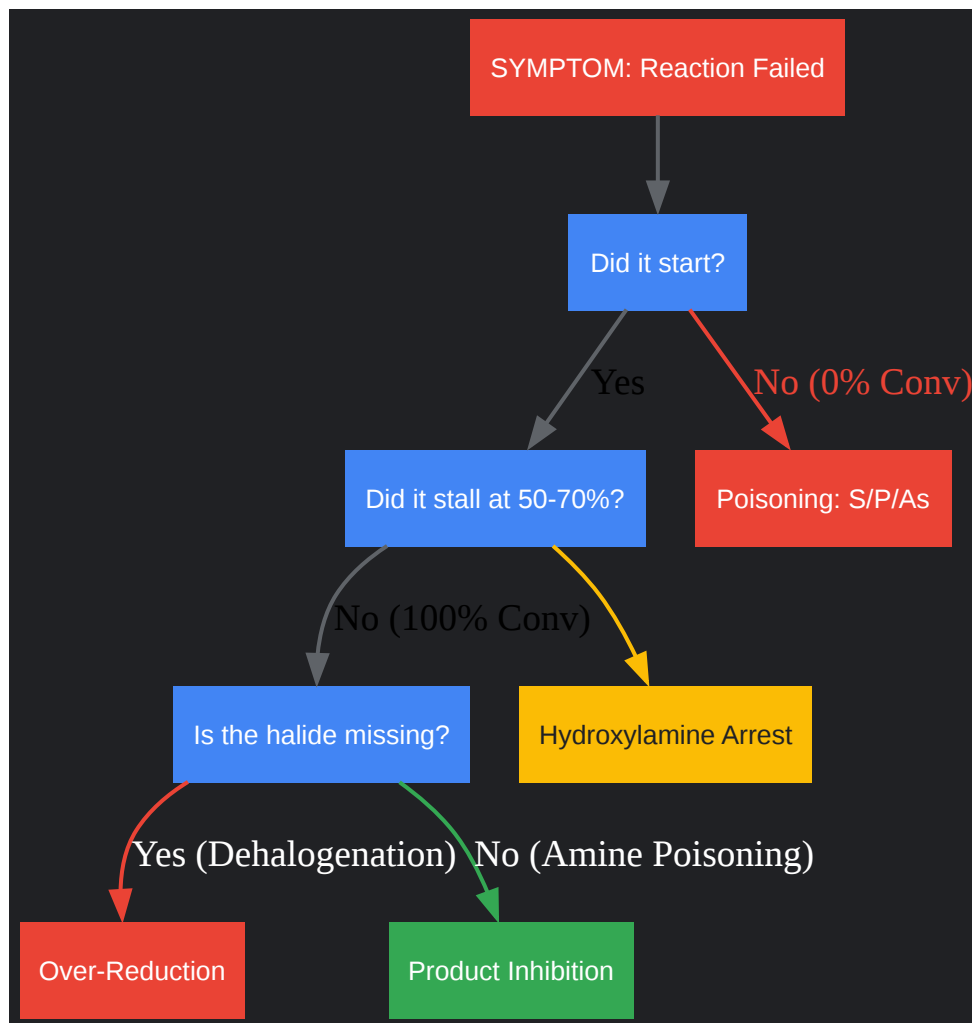 SYMPTOM: Reaction Failed
Did it start?
Yes
No (0% Conv)
Did it stall at 50-70%?
Poisoning: S/P/As
No (100% Conv)
Is the halide missing?
Hydroxylamine Arrest
Yes (Dehalogenation)
No (Amine Poisoning)
Over-Reduction
Product Inhibition